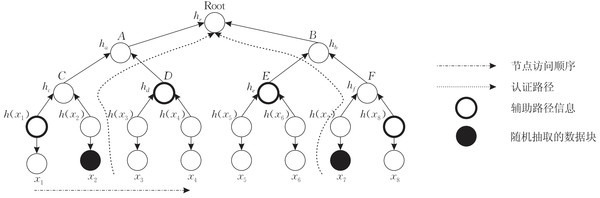 Root
h_r
A
B
h_a
h_b
C
D
E
F
h_c
h_d
h_e
h_f
h(x_1) h(x_2) h(x_3) h(x_4) h(x_5) h(x_6) h(x_7) h(x_8)
x_1 x_2 x_3 x_4 x_5 x_6 x_7 x_8
节点访问顺序
认证路径
辅助路径信息
随机抽取的数据块